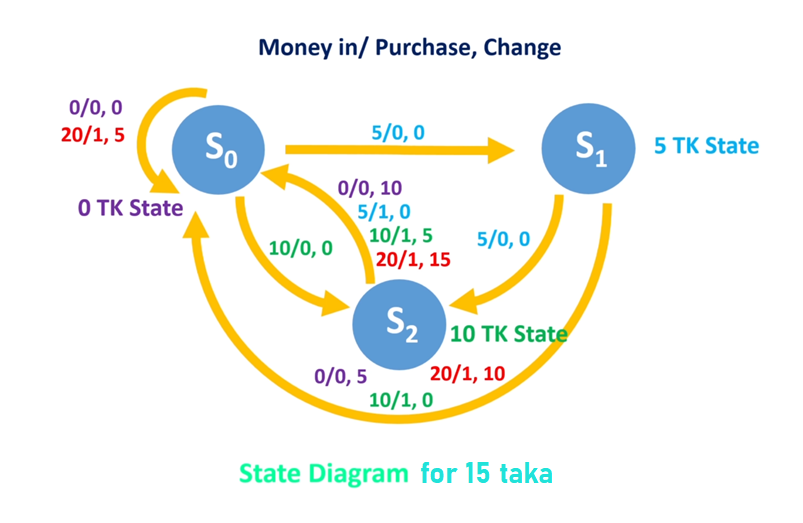 Money in/ Purchase, Change
0/0, 0
20/1, 5
0 TK State
S0
5/0, 0
S1
5 TK State
0/0, 10
5/1, 0
10/1, 5
20/1, 15
10/0, 0
5/0, 0
S2
10 TK State
0/0, 5
20/1, 10
10/1, 0
State Diagram for 15 taka